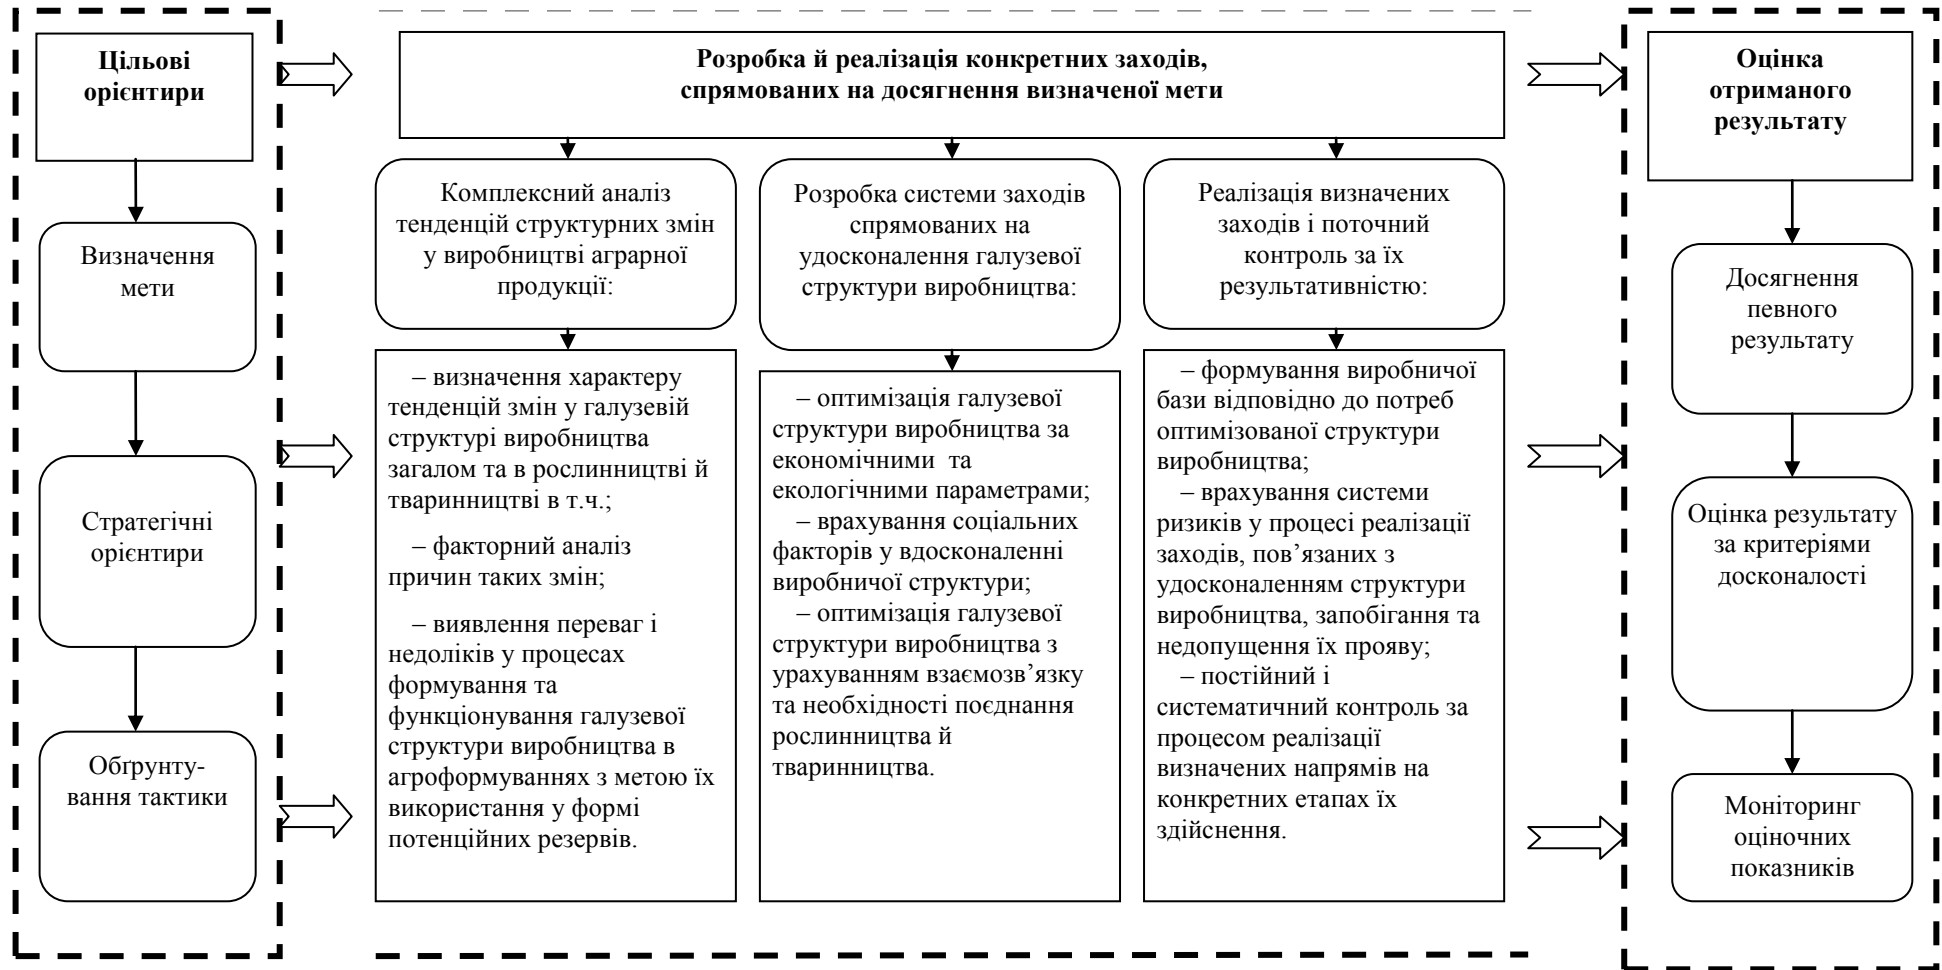 Цільові
орієнтири
Визначення
мети
Стратегічні
орієнтири
Обґрунту-
вання тактики
Розробка й реалізація конкретних заходів,
спрямованих на досягнення визначеної мети
Комплексний аналіз
тенденцій структурних змін
у виробництві аграрної
продукції:
– визначення характеру
тенденцій змін у галузевій
структурі виробництва
загалом та в рослинництві й
тваринництві в т.ч.;
– факторний аналіз
причин таких змін;
– виявлення переваг і
недоліків у процесах
формування та
функціонування галузевої
структури виробництва в
агроформуваннях з метою їх
використання у формі
потенційних резервів.
Розробка системи заходів
спрямованих на
удосконалення галузевої
структури виробництва:
– оптимізація галузевої
структури виробництва за
економічними та
екологічними параметрами;
– врахування соціальних
факторів у вдосконаленні
виробничої структури;
– оптимізація галузевої
структури виробництва з
урахуванням взаємозв’язку
та необхідності поєднання
рослинництва й
тваринництва.
Реалізація визначених
заходів і поточний
контроль за їх
результативністю:
– формування виробничої
бази відповідно до потреб
оптимізованої структури
виробництва;
– врахування системи
ризиків у процесі реалізації
заходів, пов’язаних з
удосконаленням структури
виробництва, запобігання та
недопущення їх прояву;
– постійний і
систематичний контроль за
процесом реалізації
визначених напрямів на
конкретних етапах їх
здійснення.
Оцінка
отриманого
результату
Досягнення
певного
результату
Оцінка результату
за критеріями
досконалості
Моніторинг
оціночних
показників